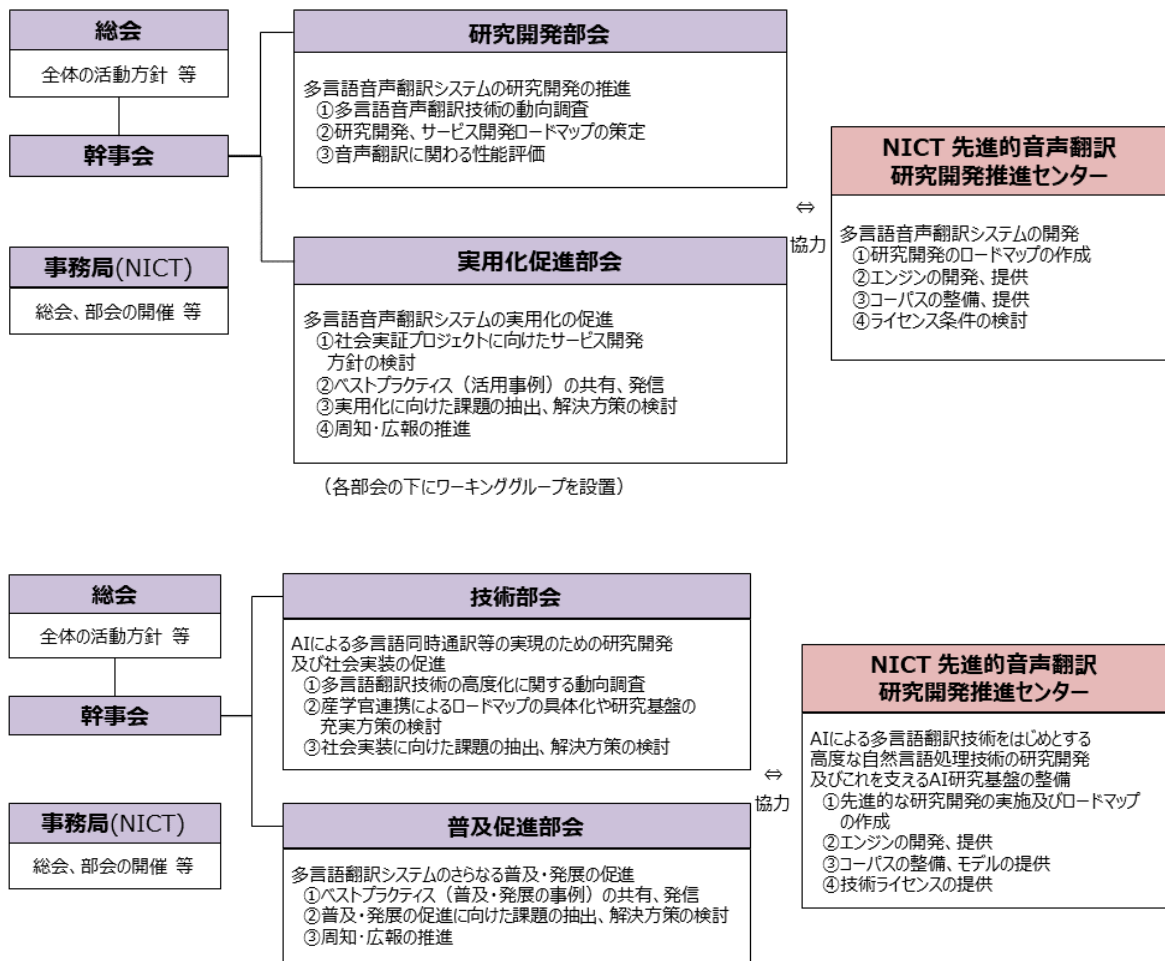 総会
全体の活動方針 等
幹事会
事務局(NICT)
総会、部会の開催 等
研究開発部会
多言語音声翻訳システムの研究開発の推進
①多言語音声翻訳技術の動向調査
②研究開発、サービス開発ロードマップの策定
③音声翻訳に関わる性能評価
実用化促進部会
多言語音声翻訳システムの実用化の促進
①社会実証プロジェクトに向けたサービス開発
方針の検討
②ベストプラクティス（活用事例）の共有、発信
③実用化に向けた課題の抽出、解決方策の検討
④周知・広報の推進
（各部会の下にワーキンググループを設置）
⇔
協力
NICT 先進的音声翻訳
研究開発推進センター
多言語音声翻訳システムの開発
①研究開発のロードマップの作成
②エンジンの開発、提供
③コーパスの整備、提供
④ライセンス条件の検討
総会
全体の活動方針 等
幹事会
事務局(NICT)
総会、部会の開催 等
技術部会
AIによる多言語同時通訳等の実現のための研究開発
及び社会実装の促進
①多言語翻訳技術の高度化に関する動向調査
②産学官連携によるロードマップの具体化や研究基盤の
充実方策の検討
③社会実装に向けた課題の抽出、解決方策の検討
普及促進部会
多言語翻訳システムのさらなる普及・発展の促進
①ベストプラクティス（普及・発展の事例）の共有、発信
②普及・発展の促進に向けた課題の抽出、解決方策の検討
③周知・広報の推進
⇔
協力
NICT 先進的音声翻訳
研究開発推進センター
AIによる多言語翻訳技術をはじめとする
高度な自然言語処理技術の研究開発
及びこれを支えるAI研究基盤の整備
①先進的な研究開発の実施及びロードマップ
の作成
②エンジンの開発、提供
③コーパスの整備、モデルの提供
④技術ライセンスの提供